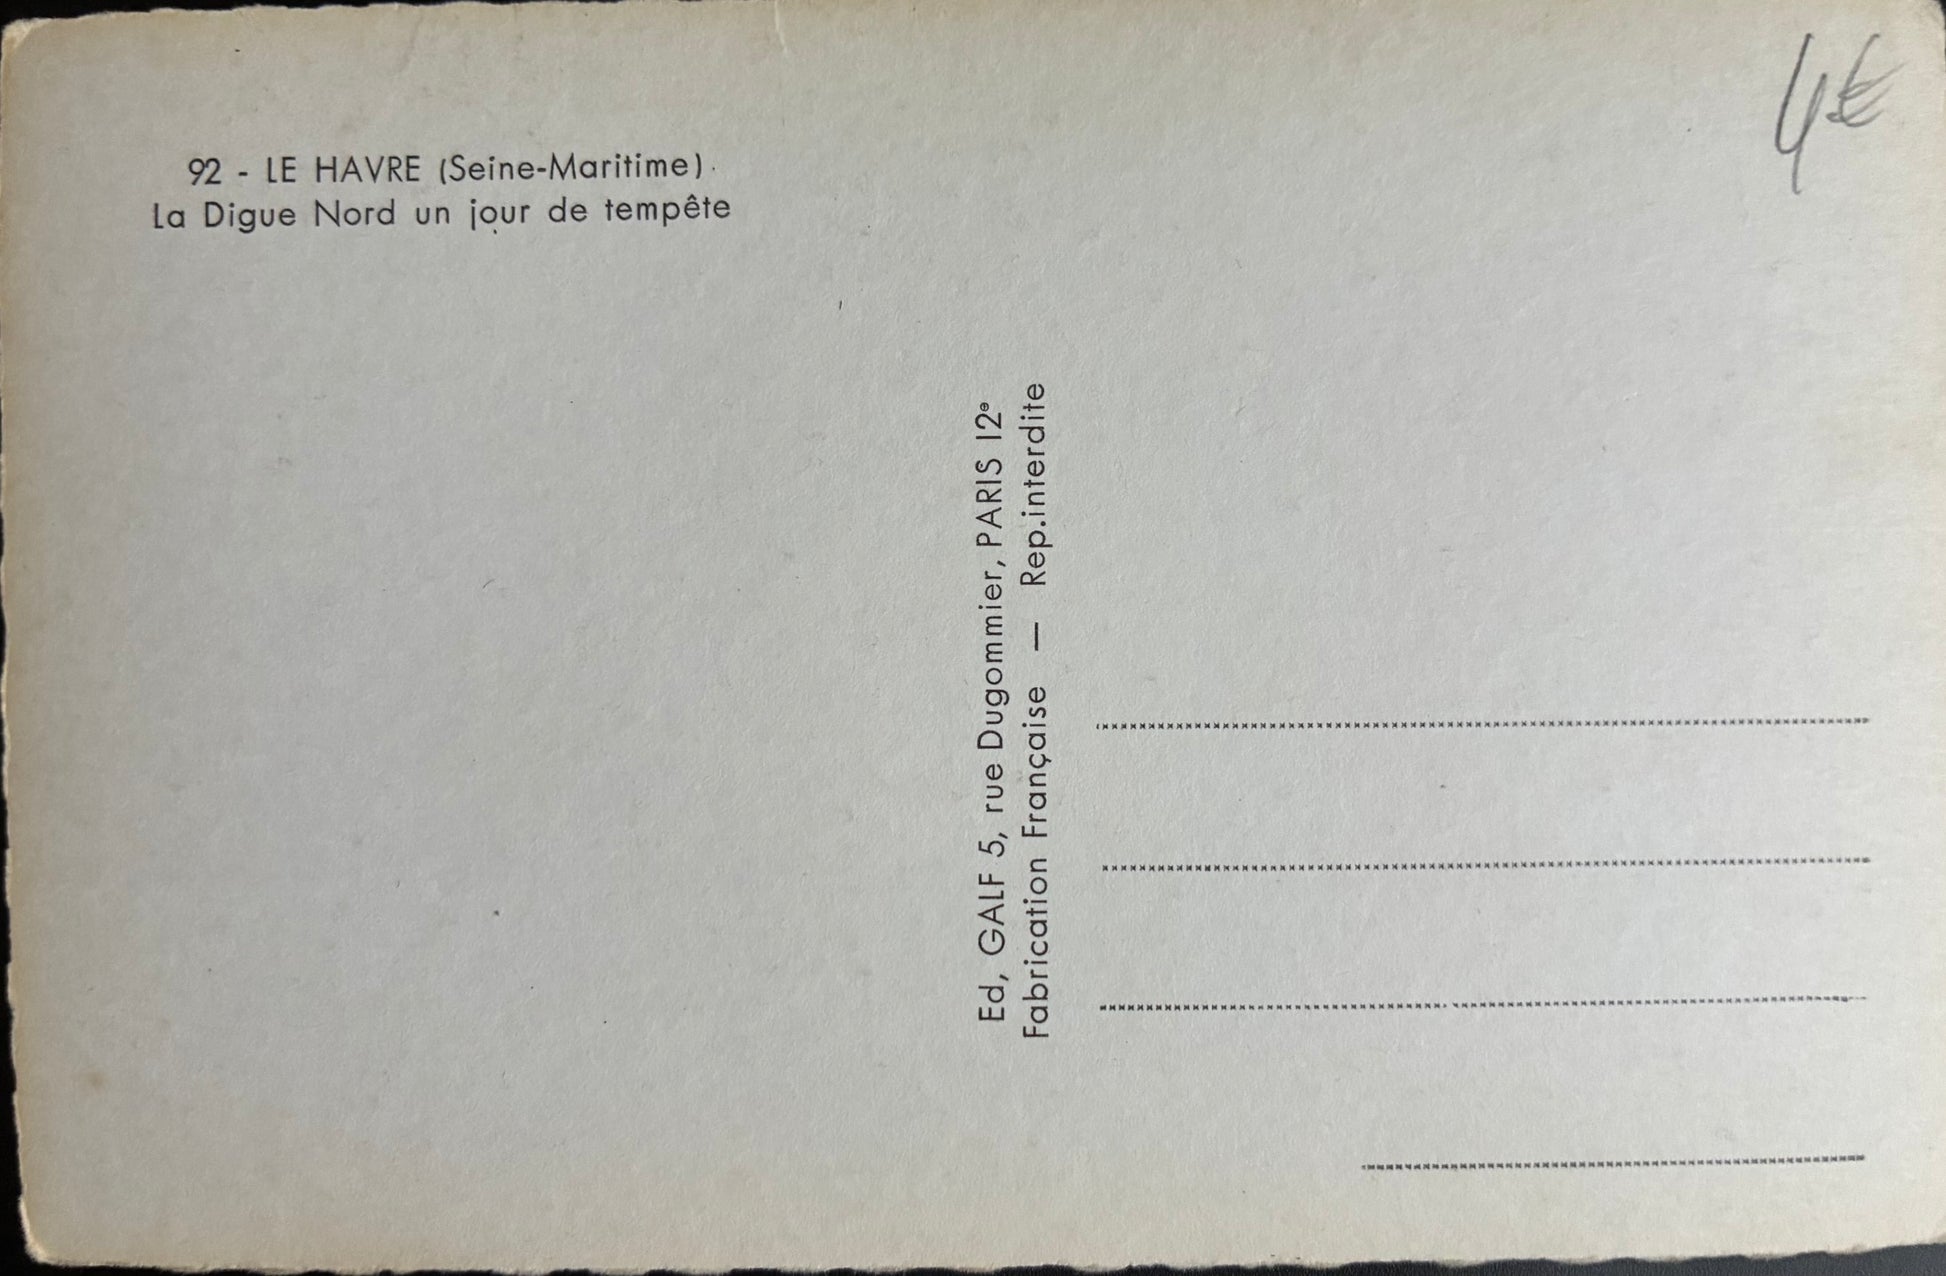 92 - LE HAVRE (Seine-Maritime).
La Digue Nord un jour de tempête
4€
Ed, GALF 5, rue Dugommier, PARIS 12e
Fabrication Française — Rep.interdite